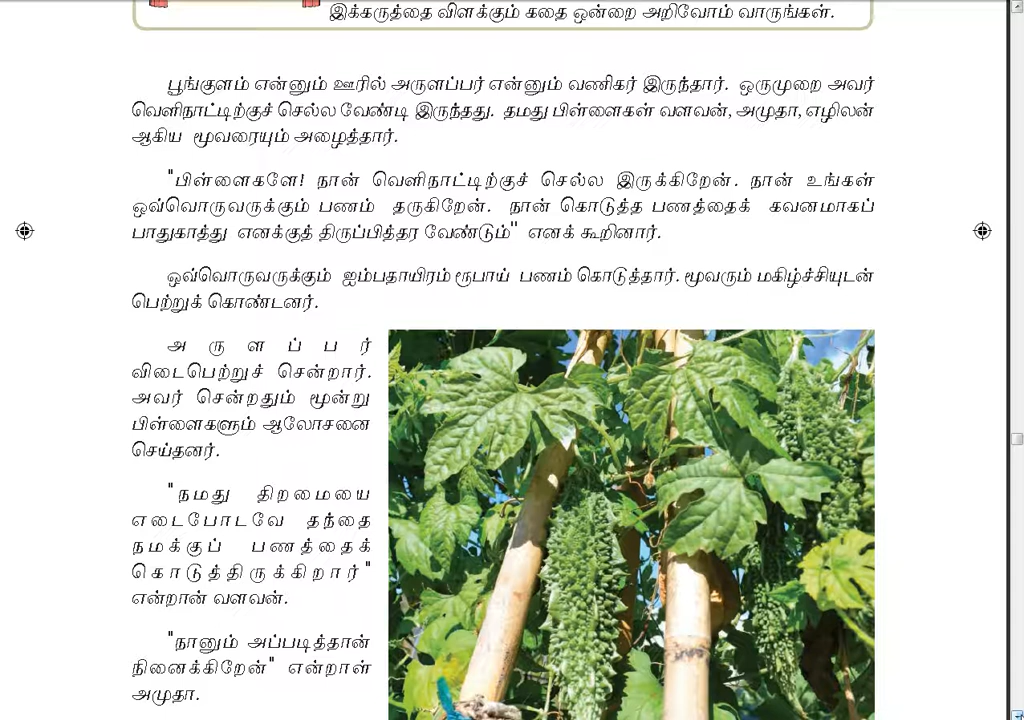 இக்கருத்தை விளக்கும் கதை ஒன்றை அறிவோம் வாருங்கள்.
பூங்குளம் என்னும் ஊரில் அருளப்பர் என்னும் வணிகர் இருந்தார். ஒருமுறை அவர்
வெளிநாட்டிற்குச் செல்ல வேண்டி இருந்தது. தமது பிள்ளைகள் வளவன், அமுதா, எழிலன்
ஆகிய மூவரையும் அழைத்தார்.
"பிள்ளைகளே! நான் வெளிநாட்டிற்குச் செல்ல இருக்கிறேன். நான் உங்கள்
ஒவ்வொருவருக்கும் பணம் தருகிறேன். நான் கொடுத்த பணத்தைக் கவனமாகப்
பாதுகாத்து எனக்குத் திருப்பித்தர வேண்டும்" எனக் கூறினார்.
ஒவ்வொருவருக்கும் ஐம்பதாயிரம் ரூபாய் பணம் கொடுத்தார். மூவரும் மகிழ்ச்சியுடன்
பெற்றுக் கொண்டனர்.
அருளப்பர்
விடைபெற்றுச் சென்றார்.
அவர் சென்றதும் மூன்று
பிள்ளைகளும் ஆலோசனை
செய்தனர்.
"நமது திறமையை
எடைபோடவே தந்தை
நமக்குப் பணத்தைக்
கொடுத்திருக்கிறார்"
என்றான் வளவன்.
"நானும் அப்படித்தான்
நினைக்கிறேன்" என்றாள்
அமுதா.